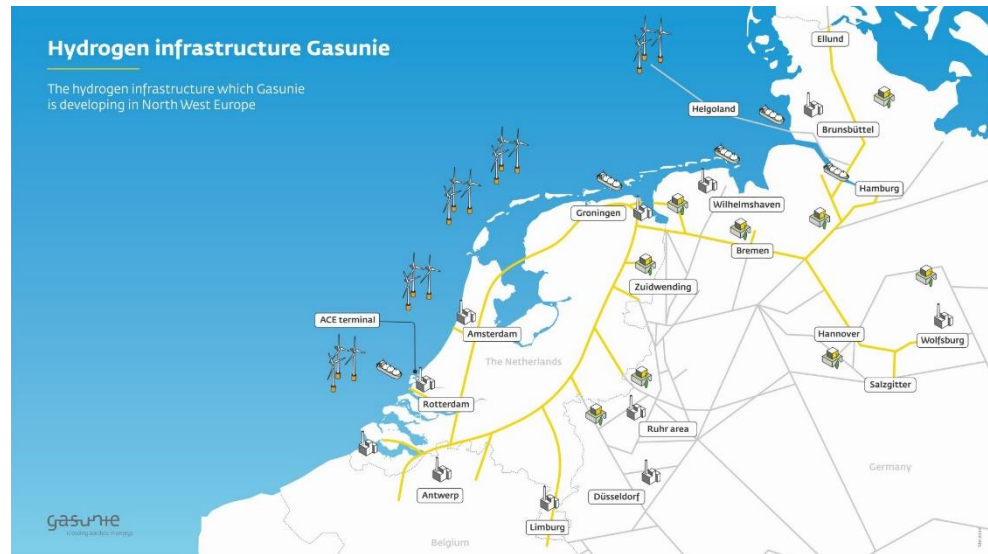 Hydrogen infrastructure Gasunie
The hydrogen infrastructure which Gasunie
is developing in North West Europe
Ellund
Helgoland
Brunsbüttel
Hamburg
Groningen
Wilhelmshaven
Bremen
Zuidwending
ACE terminal
Amsterdam
The Netherlands
Hannover
Wolfsburg
Salzgitter
Rotterdam
Ruhr area
Germany
Antwerp
Düsseldorf
Limburg
Belgium
gasunie